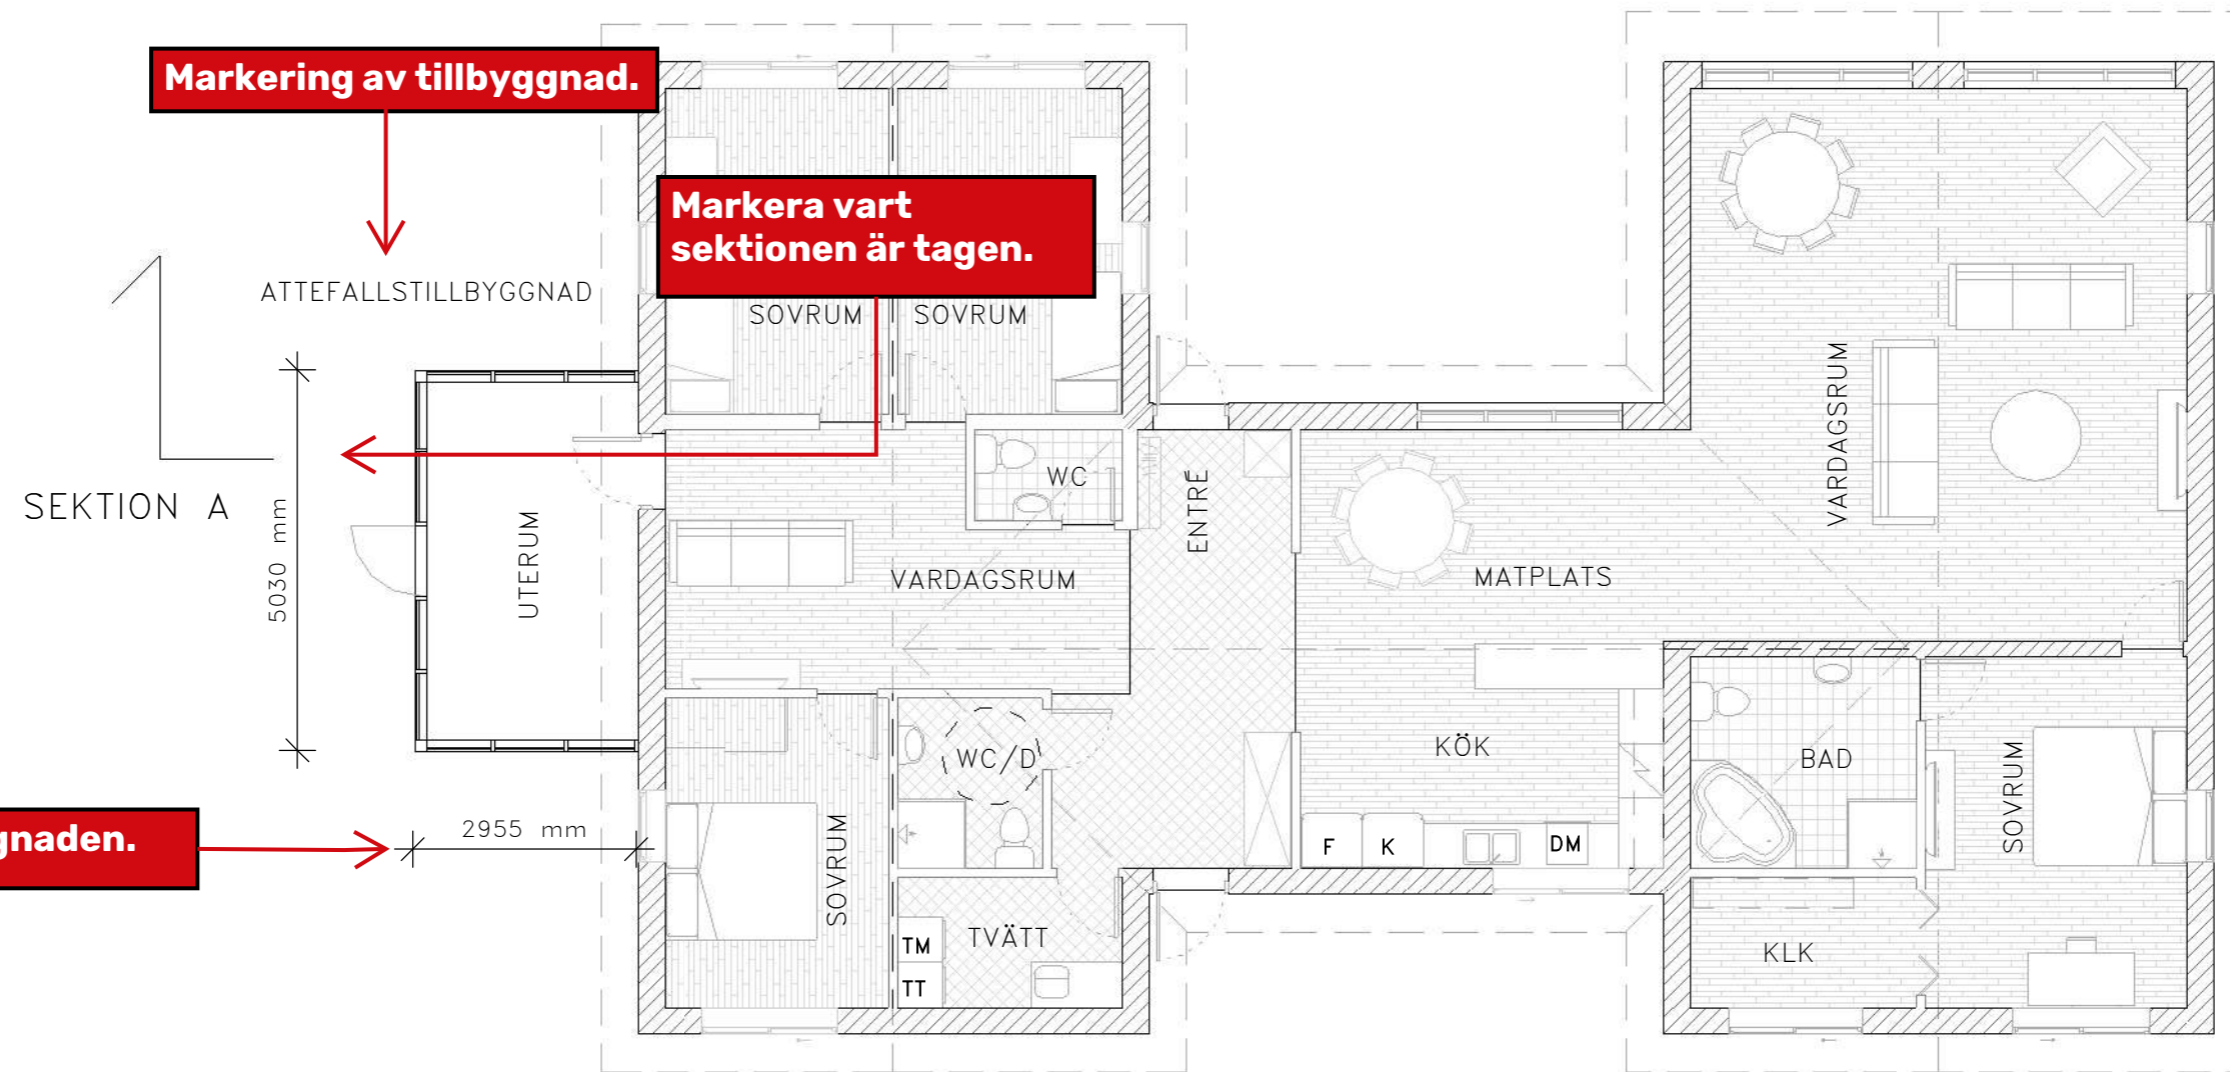 Markering av tillbyggnad.
Markera vart
sektionen är tagen.
ATTEFALLSTILLBYGGNAD
SOVRUM
SOVRUM
VARDAGSRUM
WC
ENTRÉ
SEKTION A
5030 mm
UTERUM
VARDAGSRUM
MATPLATS
KÖK
WC/D
BAD
SOVRUM
gnaden.
2955 mm
SOVRUM
F
K
DM
TVÄTT
TM
TT
KLK